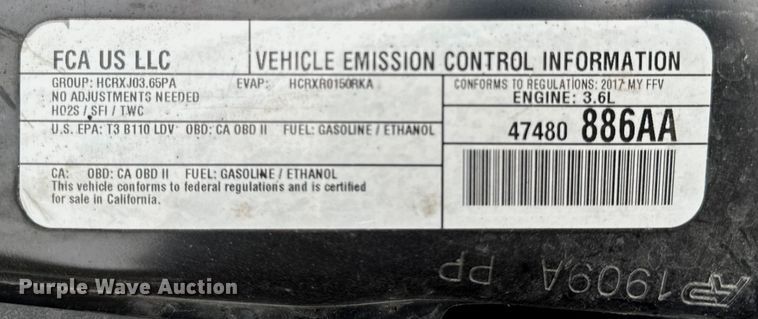 FCA US LLC
VEHICLE EMISSION CONTROL INFORMATION
GROUP: HCRXJ03.65PA EVAP: HCRXR0150RKA
NO ADJUSTMENTS NEEDED
HO2S / SFI / TWC
CONFORMS TO REGULATIONS: 2017 MY FFV
ENGINE: 3.6L
U.S. EPA: T3 B110 LDV OBD: CA OBD II FUEL: GASOLINE / ETHANOL
47480 886AA
CA: OBD: CA OBD II FUEL: GASOLINE / ETHANOL
This vehicle conforms to federal regulations and is certified
for sale in California.
1909A PP
Purple Wave Auction